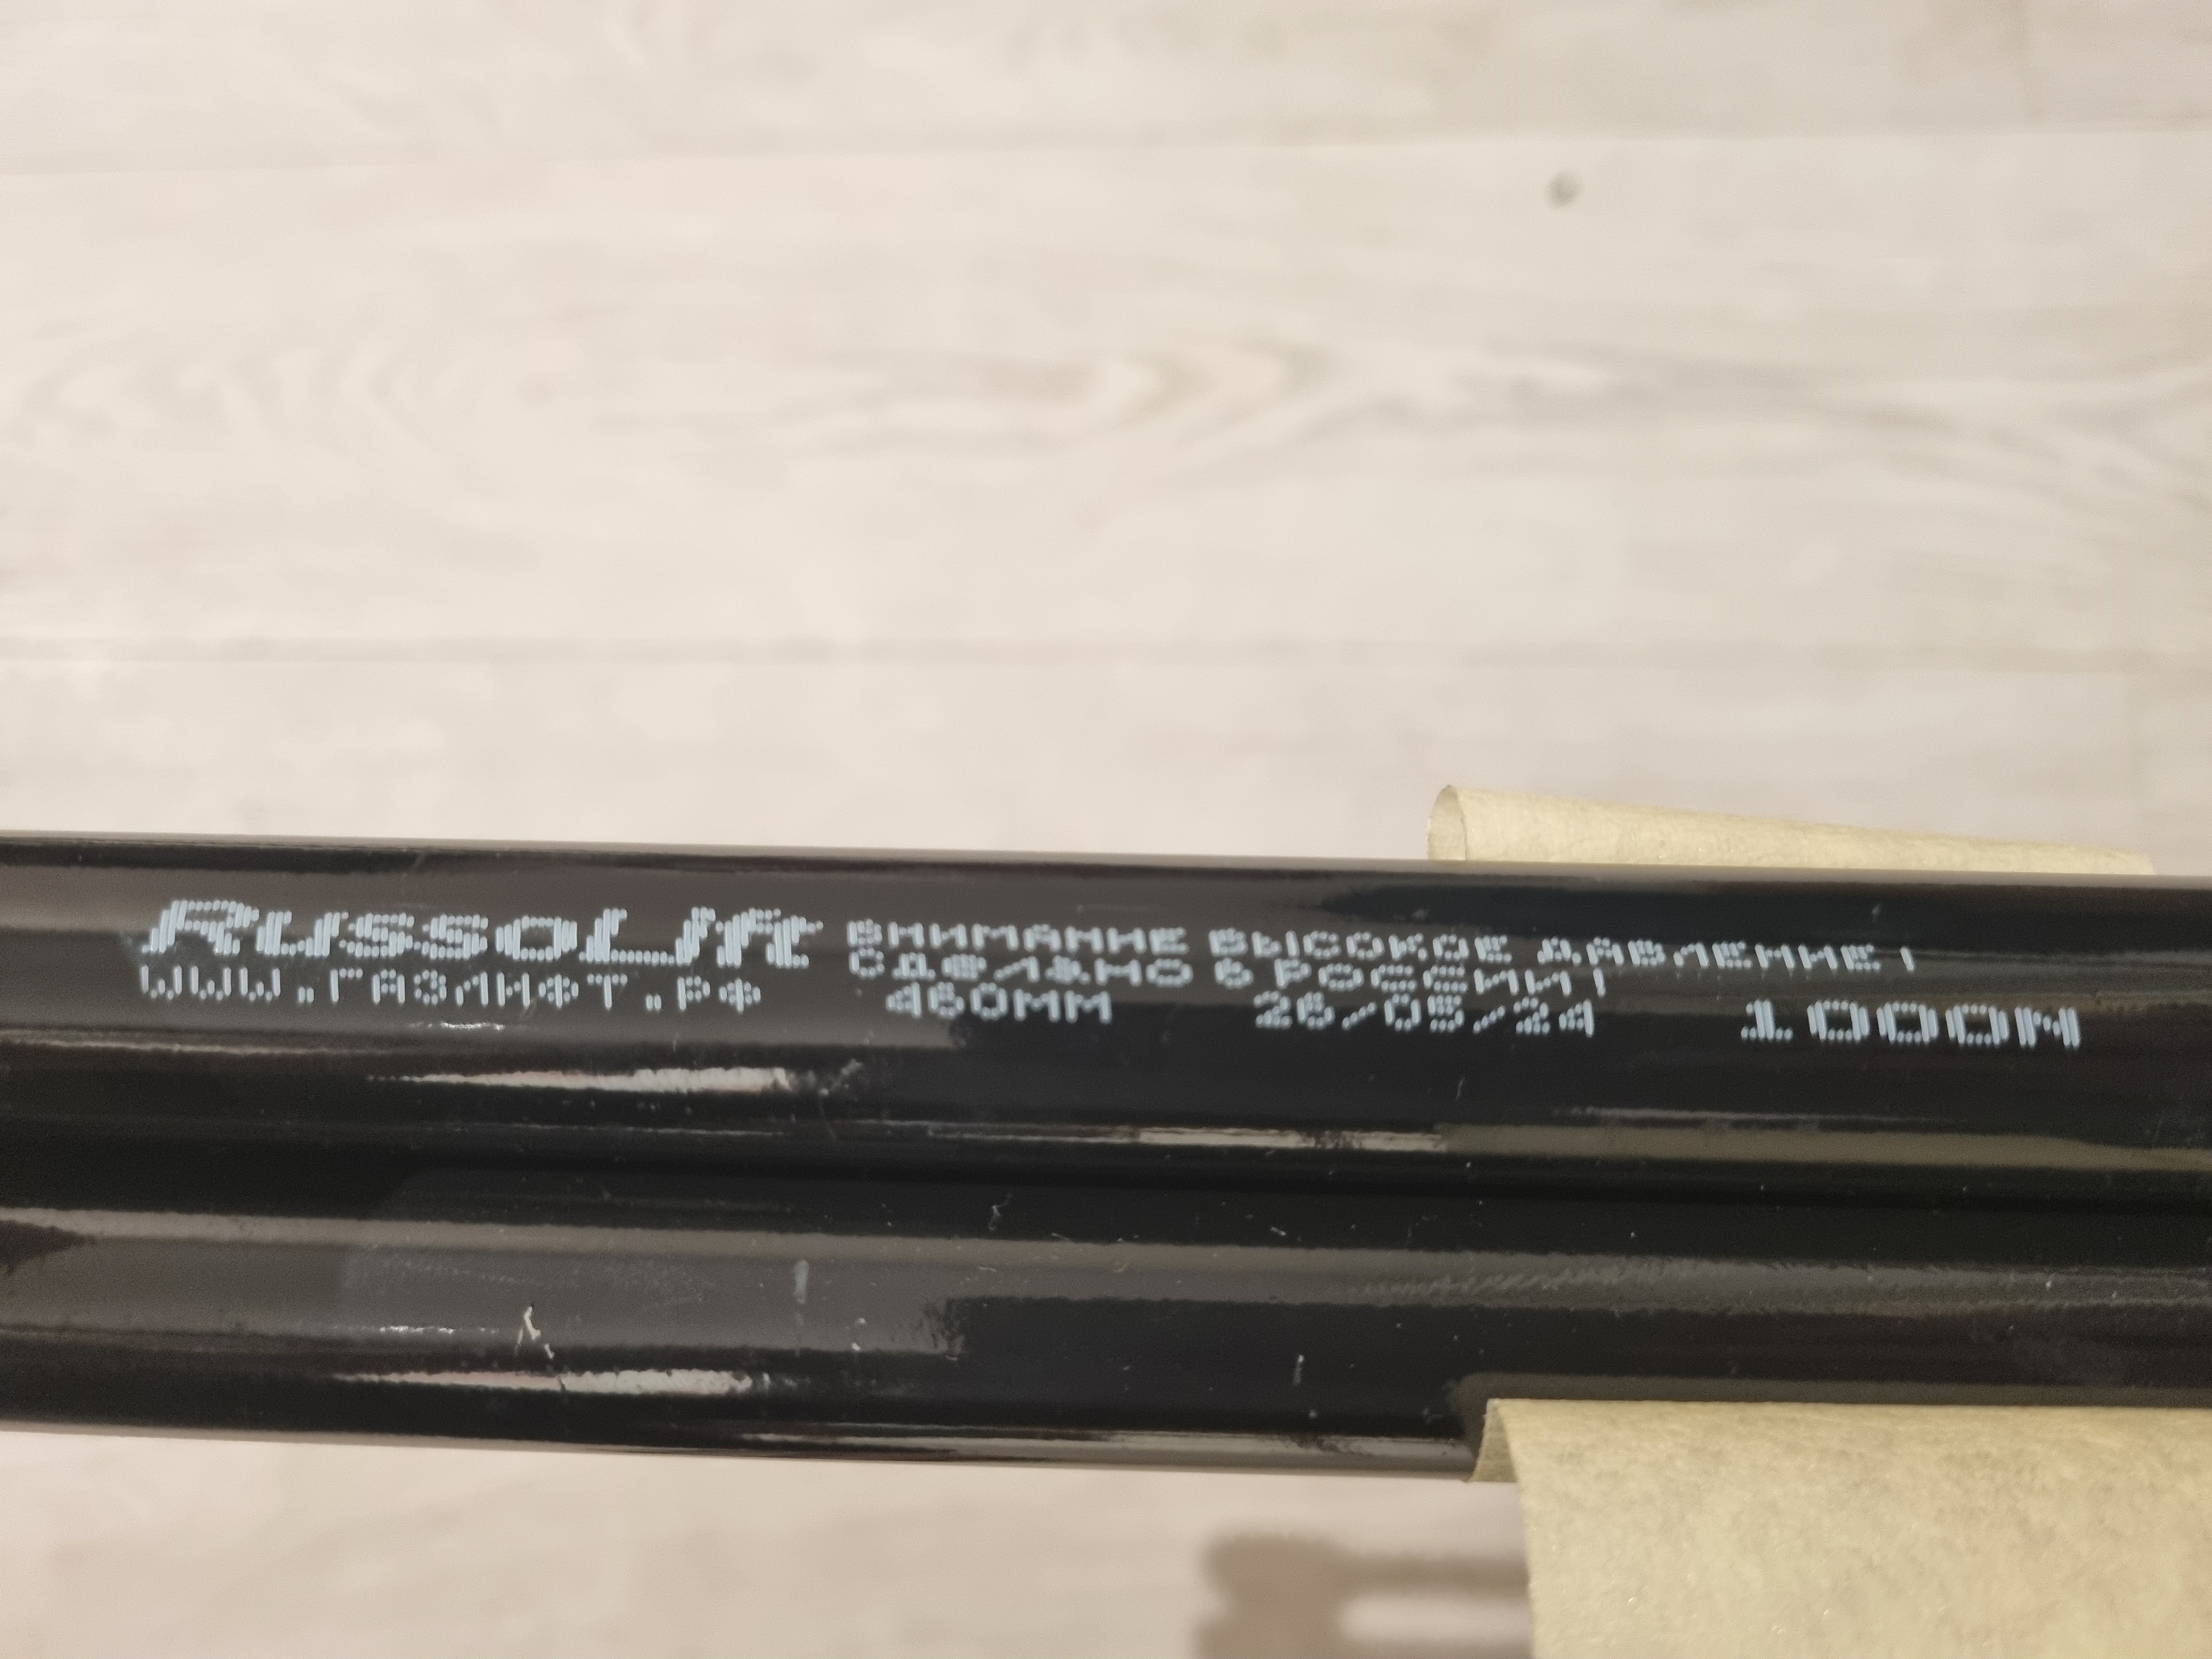 RussoLift
WWW.ГАЗЛИФТ.РФ
ВНИМАНИЕ ВЫСОКОЕ ДАВЛЕНИЕ!
СДЕЛАНО В РОССИИ!
460ММ 26/05/24 1000N